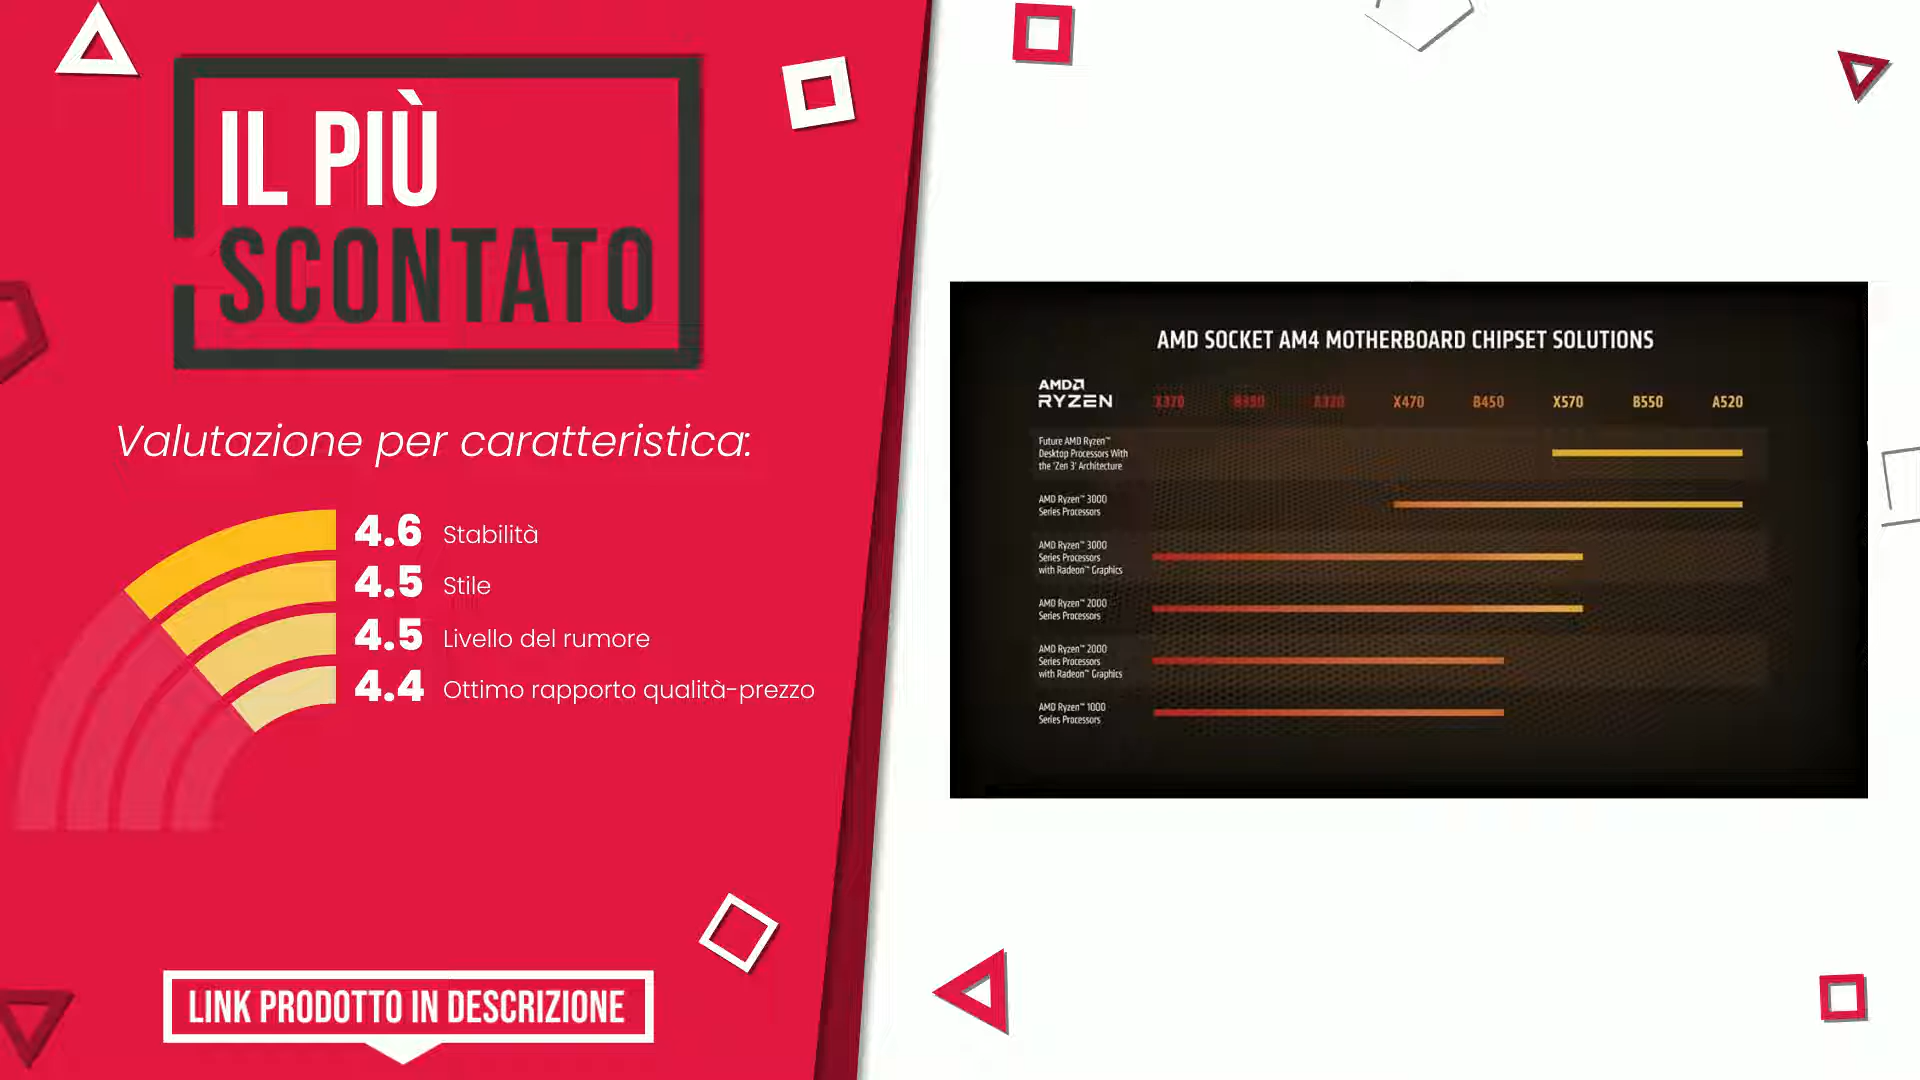 IL PIÙ
SCONTATO
Valutazione per caratteristica:
4.6 Stabilità
4.5 Stile
4.5 Livello del rumore
4.4 Ottimo rapporto qualità-prezzo
LINK PRODOTTO IN DESCRIZIONE
AMD SOCKET AM4 MOTHERBOARD CHIPSET SOLUTIONS
AMD
RYZEN
X370 B350 A320 X470 B450 X570 B550 A520
Future AMD Ryzen™
Desktop Processors With
the 'Zen 3' Architecture
AMD Ryzen™ 3000
Series Processors
AMD Ryzen™ 3000
Series Processors
with Radeon™ Graphics
AMD Ryzen™ 2000
Series Processors
AMD Ryzen™ 2000
Series Processors
with Radeon™ Graphics
AMD Ryzen™ 1000
Series Processors